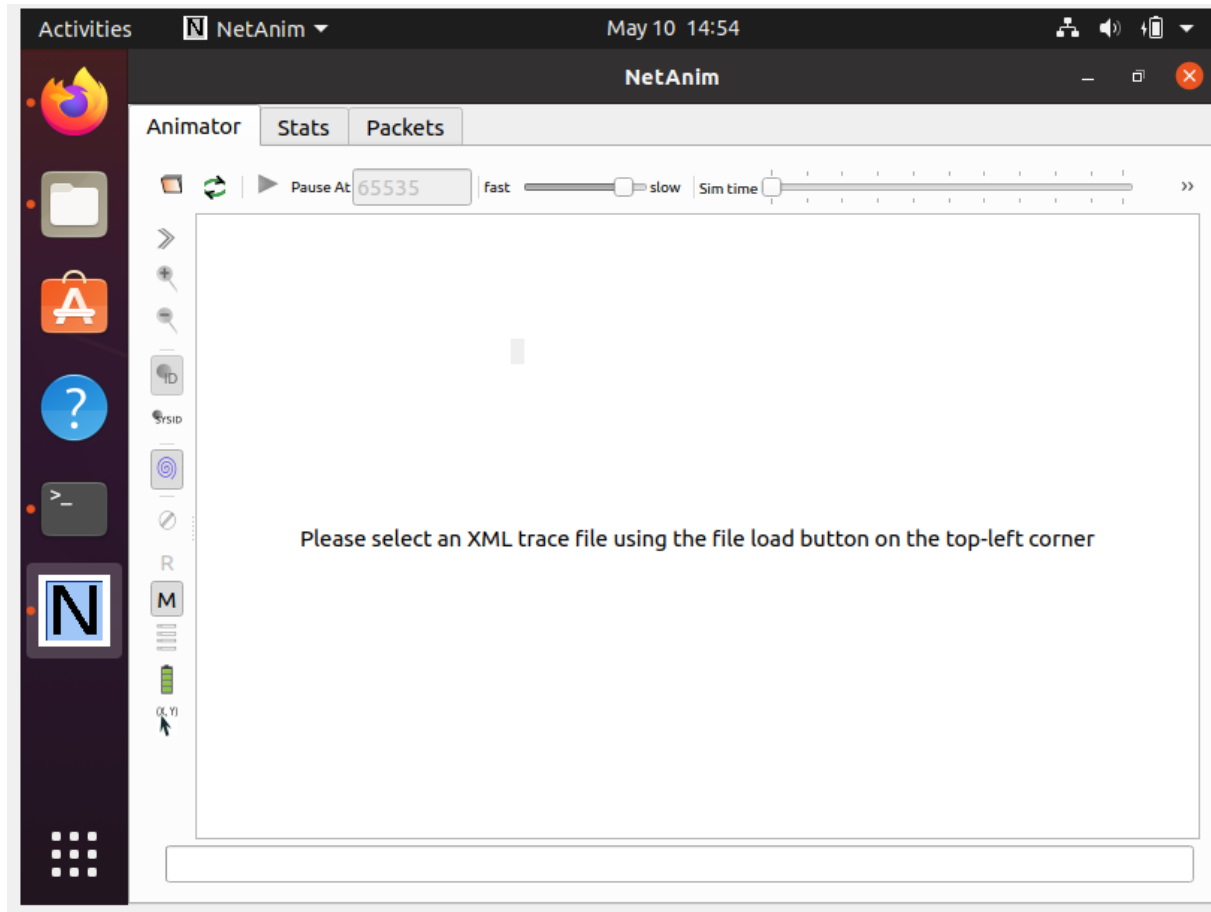 Activities NetAnim May 10 14:54
NetAnim
Animator Stats Packets
Pause At 65535 fast slow Sim time
ID
SYSID
Please select an XML trace file using the file load button on the top-left corner
R
M
(X, Y)
N